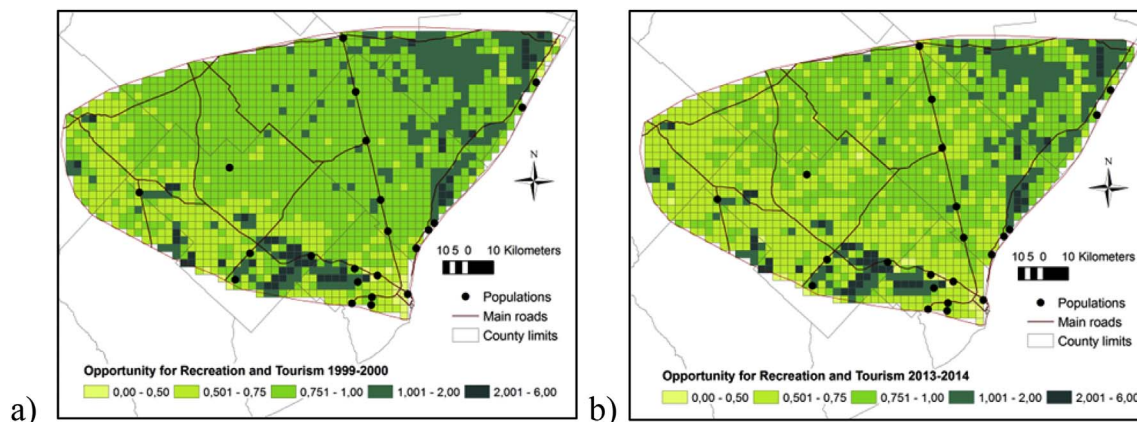 a)
N
10 5 0 10 Kilometers
Populations
Main roads
County limits
Opportunity for Recreation and Tourism 1999-2000
0,00 - 0,50 0,501 - 0,75 0,751 - 1,00 1,001 - 2,00 2,001 - 6,00
b)
N
10 5 0 10 Kilometers
Populations
Main roads
County limits
Opportunity for Recreation and Tourism 2013-2014
0,00 - 0,50 0,501 - 0,75 0,751 - 1,00 1,001 - 2,00 2,001 - 6,00